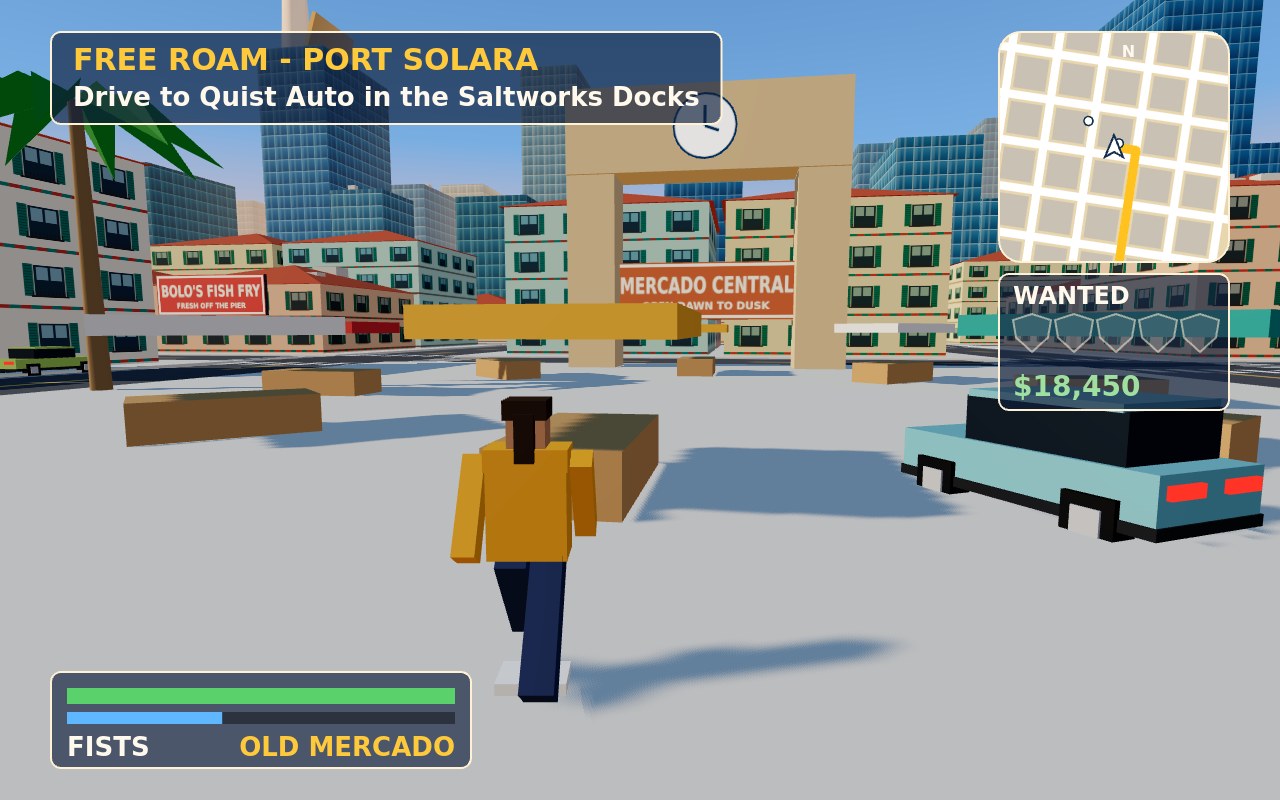 FREE ROAM - PORT SOLARA
Drive to Quist Auto in the Saltworks Docks
N
WANTED
$18,450
BOLO'S FISH FRY
FRESH OFF THE PIER
MERCADO CENTRAL
DAWN TO DUSK
FISTS
OLD MERCADO